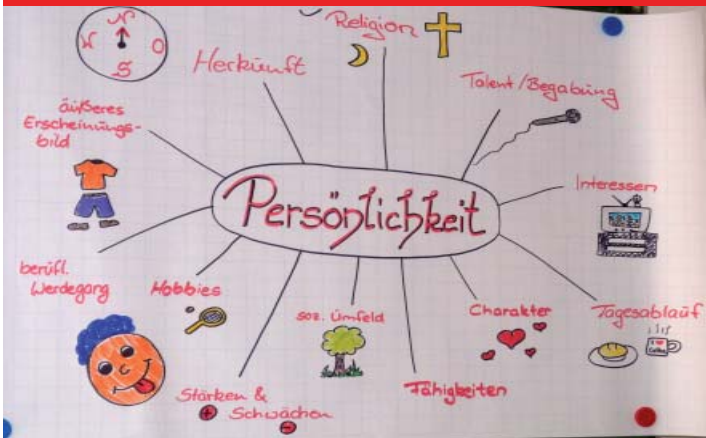 N
W O
S
Herkunft
Religion
Talent/Begabung
äußeres
Erscheinungs-
bild
Persönlichkeit
Interessen
berufl.
Werdegang
Hobbies
soz. Umfeld
Charakter
Tagesablauf
I ♥
Coffee
Stärken &
Schwächen
+
-
Fähigkeiten